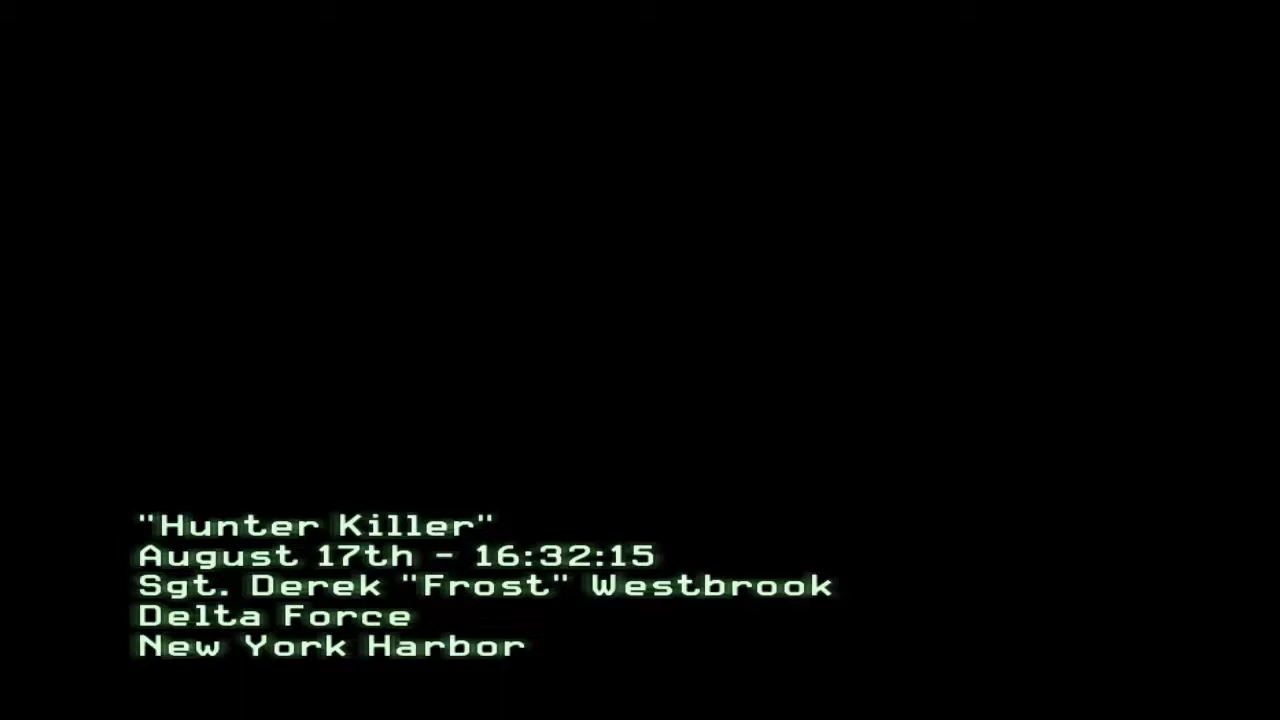 "Hunter Killer"
August 17th - 16:32:15
Sgt. Derek "Frost" Westbrook
Delta Force
New York Harbor